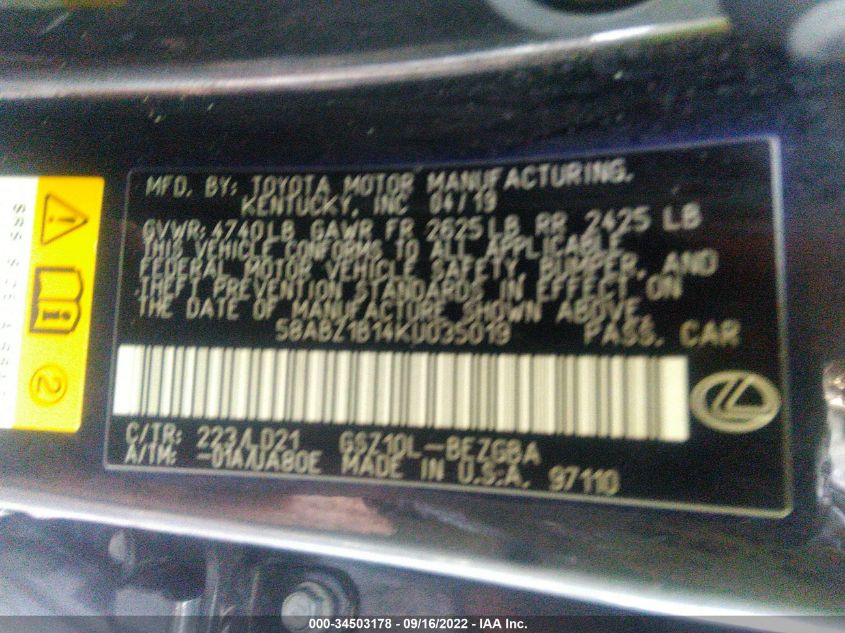 MFD. BY: TOYOTA MOTOR MANUFACTURING,
KENTUCKY, INC 04/19
GVWR: 4740LB GAWR FR 2625LB RR 2425 LB
THIS VEHICLE CONFORMS TO ALL APPLICABLE
FEDERAL MOTOR VEHICLE SAFETY, BUMPER, AND
THEFT PREVENTION STANDARDS IN EFFECT ON
THE DATE OF MANUFACTURE SHOWN ABOVE.
58ABZ1B14KU035019 PASS. CAR
C/TR: 223/LD21 GSZ10L-BEZGBA
A/TM: -01A/UA80E MADE IN U.S.A. 97110
SRS
2
000-34503178 - 09/16/2022 - IAA Inc.